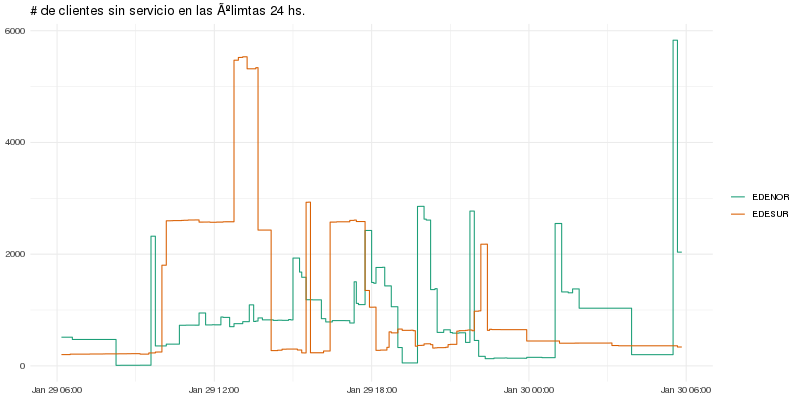 # de clientes sin servicio en las Ãºlimtas 24 hs.
6000
4000
2000
0
Jan 29 06:00
Jan 29 12:00
Jan 29 18:00
Jan 30 00:00
Jan 30 06:00
EDENOR
EDESUR